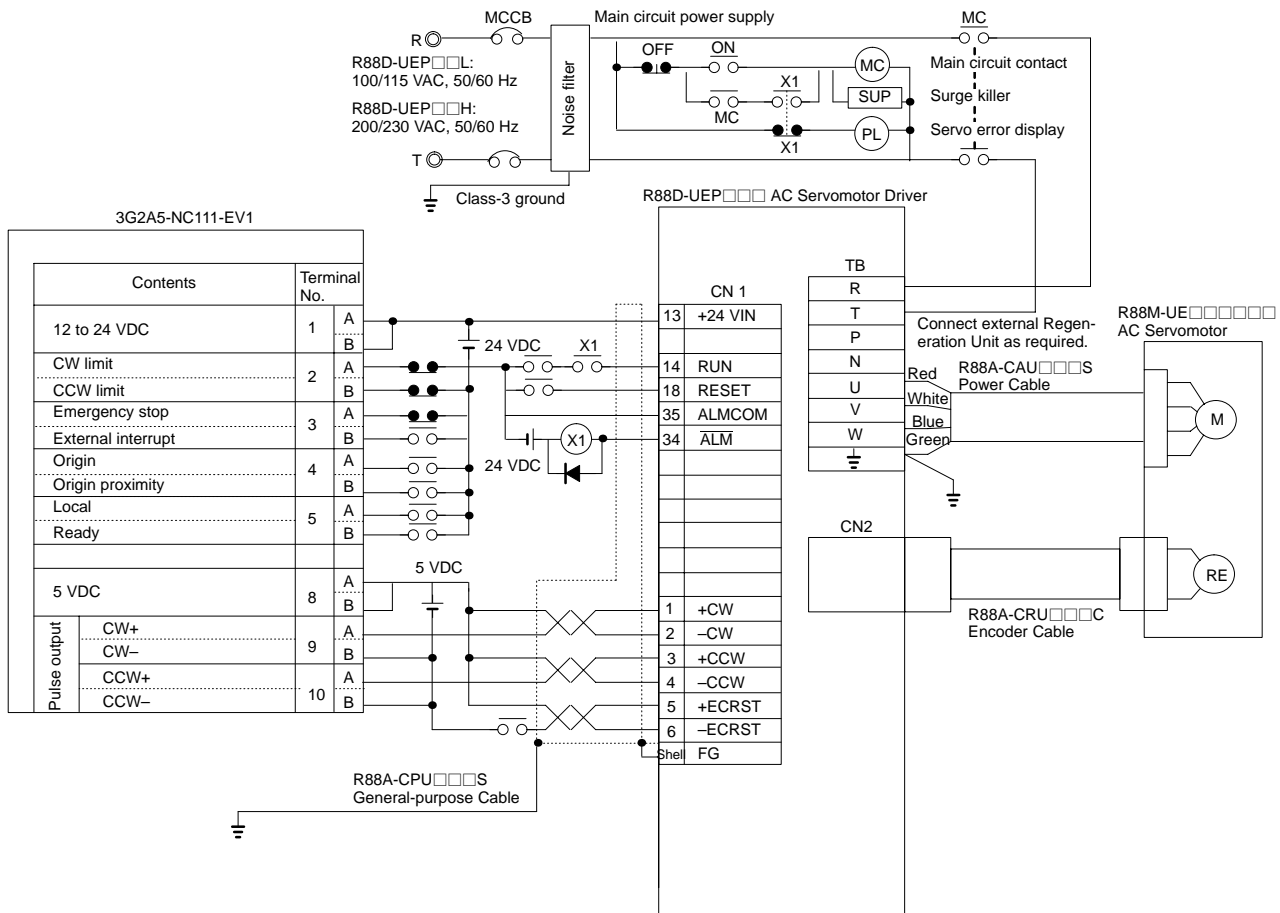 MCCB
Main circuit power supply
MC
R
OFF
ON
R88D-UEP□□L:
100/115 VAC, 50/60 Hz
MC
Main circuit contact
X1
SUP
Surge killer
R88D-UEP□□H:
200/230 VAC, 50/60 Hz
Noise filter
MC
PL
Servo error display
X1
T
Class-3 ground
R88D-UEP□□□ AC Servomotor Driver
3G2A5-NC111-EV1
Contents
Terminal
No.
12 to 24 VDC
1
A
B
CW limit
2
A
CCW limit
B
Emergency stop
3
A
External interrupt
B
Origin
4
A
Origin proximity
B
Local
5
A
Ready
B
5 VDC
8
A
B
Pulse output
CW+
9
A
CW–
B
CCW+
10
A
CCW–
B
24 VDC
X1
X1
24 VDC
5 VDC
CN 1
13 +24 VIN
14 RUN
18 RESET
35 ALMCOM
34 ALM
1 +CW
2 –CW
3 +CCW
4 –CCW
5 +ECRST
6 –ECRST
Shell FG
R88A-CPU□□□S
General-purpose Cable
TB
R
T
P
N
U
V
W
Connect external Regen-
eration Unit as required.
Red
White
Blue
Green
R88A-CAU□□□S
Power Cable
R88M-UE□□□□□□
AC Servomotor
M
CN2
RE
R88A-CRU□□□C
Encoder Cable